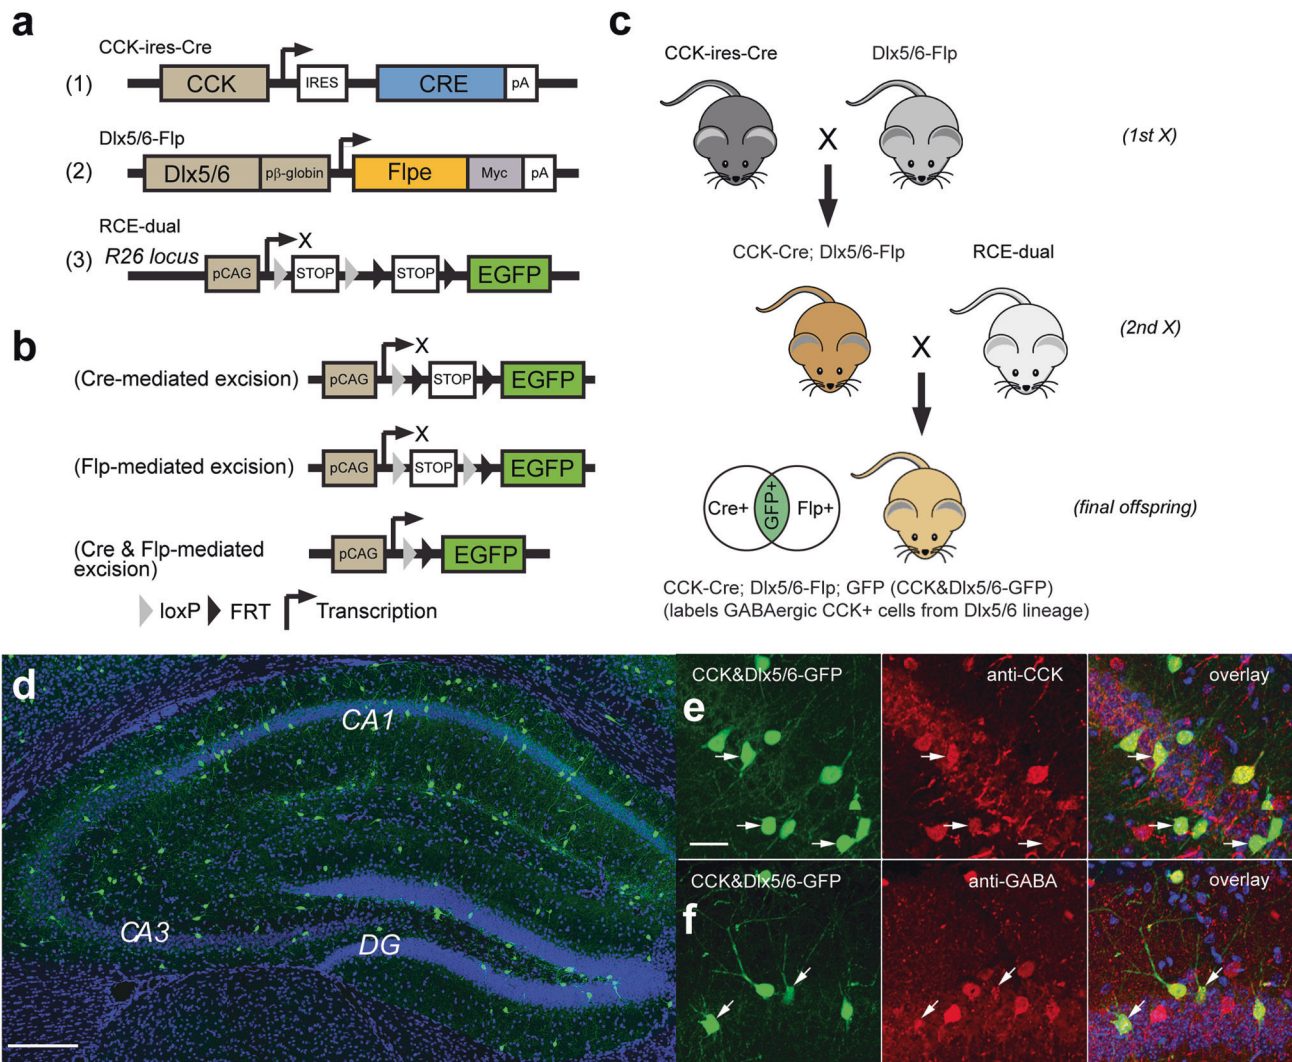 a
CCK-ires-Cre
(1) CCK IRES CRE pA
Dlx5/6-Flp
(2) Dlx5/6 pβ-globin Flpe Myc pA
RCE-dual
(3) R26 locus X
pCAG STOP STOP EGFP
b
(Cre-mediated excision) pCAG X STOP EGFP
(Flp-mediated excision) pCAG X STOP EGFP
(Cre & Flp-mediated
excision) pCAG EGFP
loxP FRT Transcription
c
CCK-ires-Cre Dlx5/6-Flp
X (1st X)
CCK-Cre; Dlx5/6-Flp RCE-dual
X (2nd X)
Cre+ GFP+ Flp+ (final offspring)
CCK-Cre; Dlx5/6-Flp; GFP (CCK&Dlx5/6-GFP)
(labels GABAergic CCK+ cells from Dlx5/6 lineage)
d
CA1
CA3 DG
CCK&Dlx5/6-GFP anti-CCK overlay
e
CCK&Dlx5/6-GFP anti-GABA overlay
f